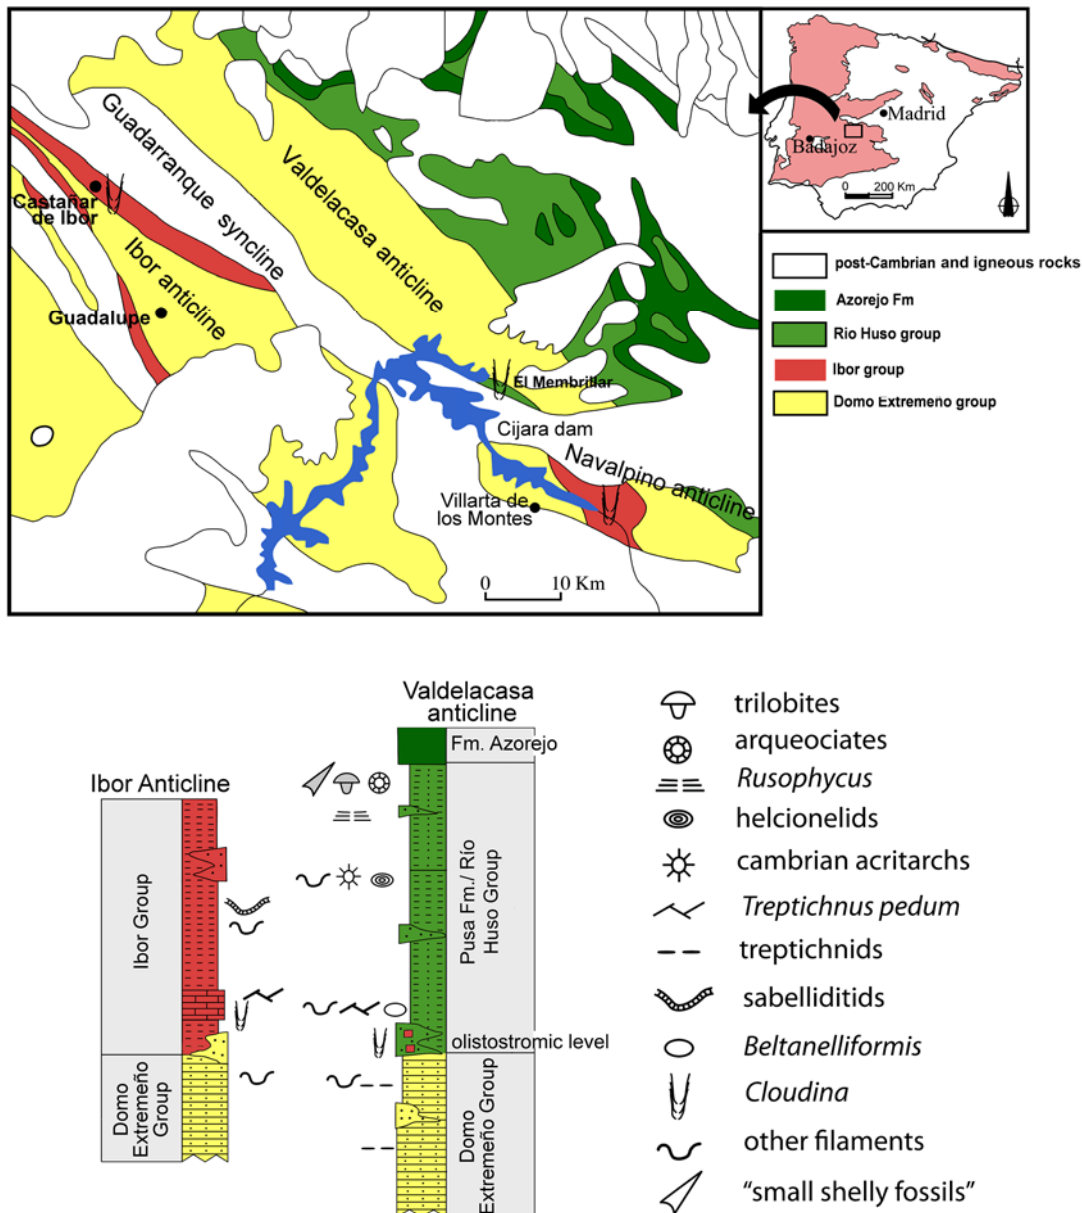 Guadarranque syncline
Valdelacasa anticline
Castañar
de Ibor
Ibor anticline
Guadalupe
El Membrillar
Cijara dam
Navalpino anticline
Villarta de
los Montes
0 10 Km
Madrid
Badajoz
0 200 Km
post-Cambrian and igneous rocks
Azorejo Fm
Rio Huso group
Ibor group
Domo Extremeño group
Ibor Anticline
Ibor Group
Domo
Extremeño
Group
Valdelacasa
anticline
Fm. Azorejo
Pusa Fm./ Río
Huso Group
olistostromic level
Domo
Extremeño Group
trilobites
arqueociates
Rusophycus
helcionelids
cambrian acritarchs
Treptichnus pedum
treptichnids
sabelliditids
Beltanelliformis
Cloudina
other filaments
“small shelly fossils”